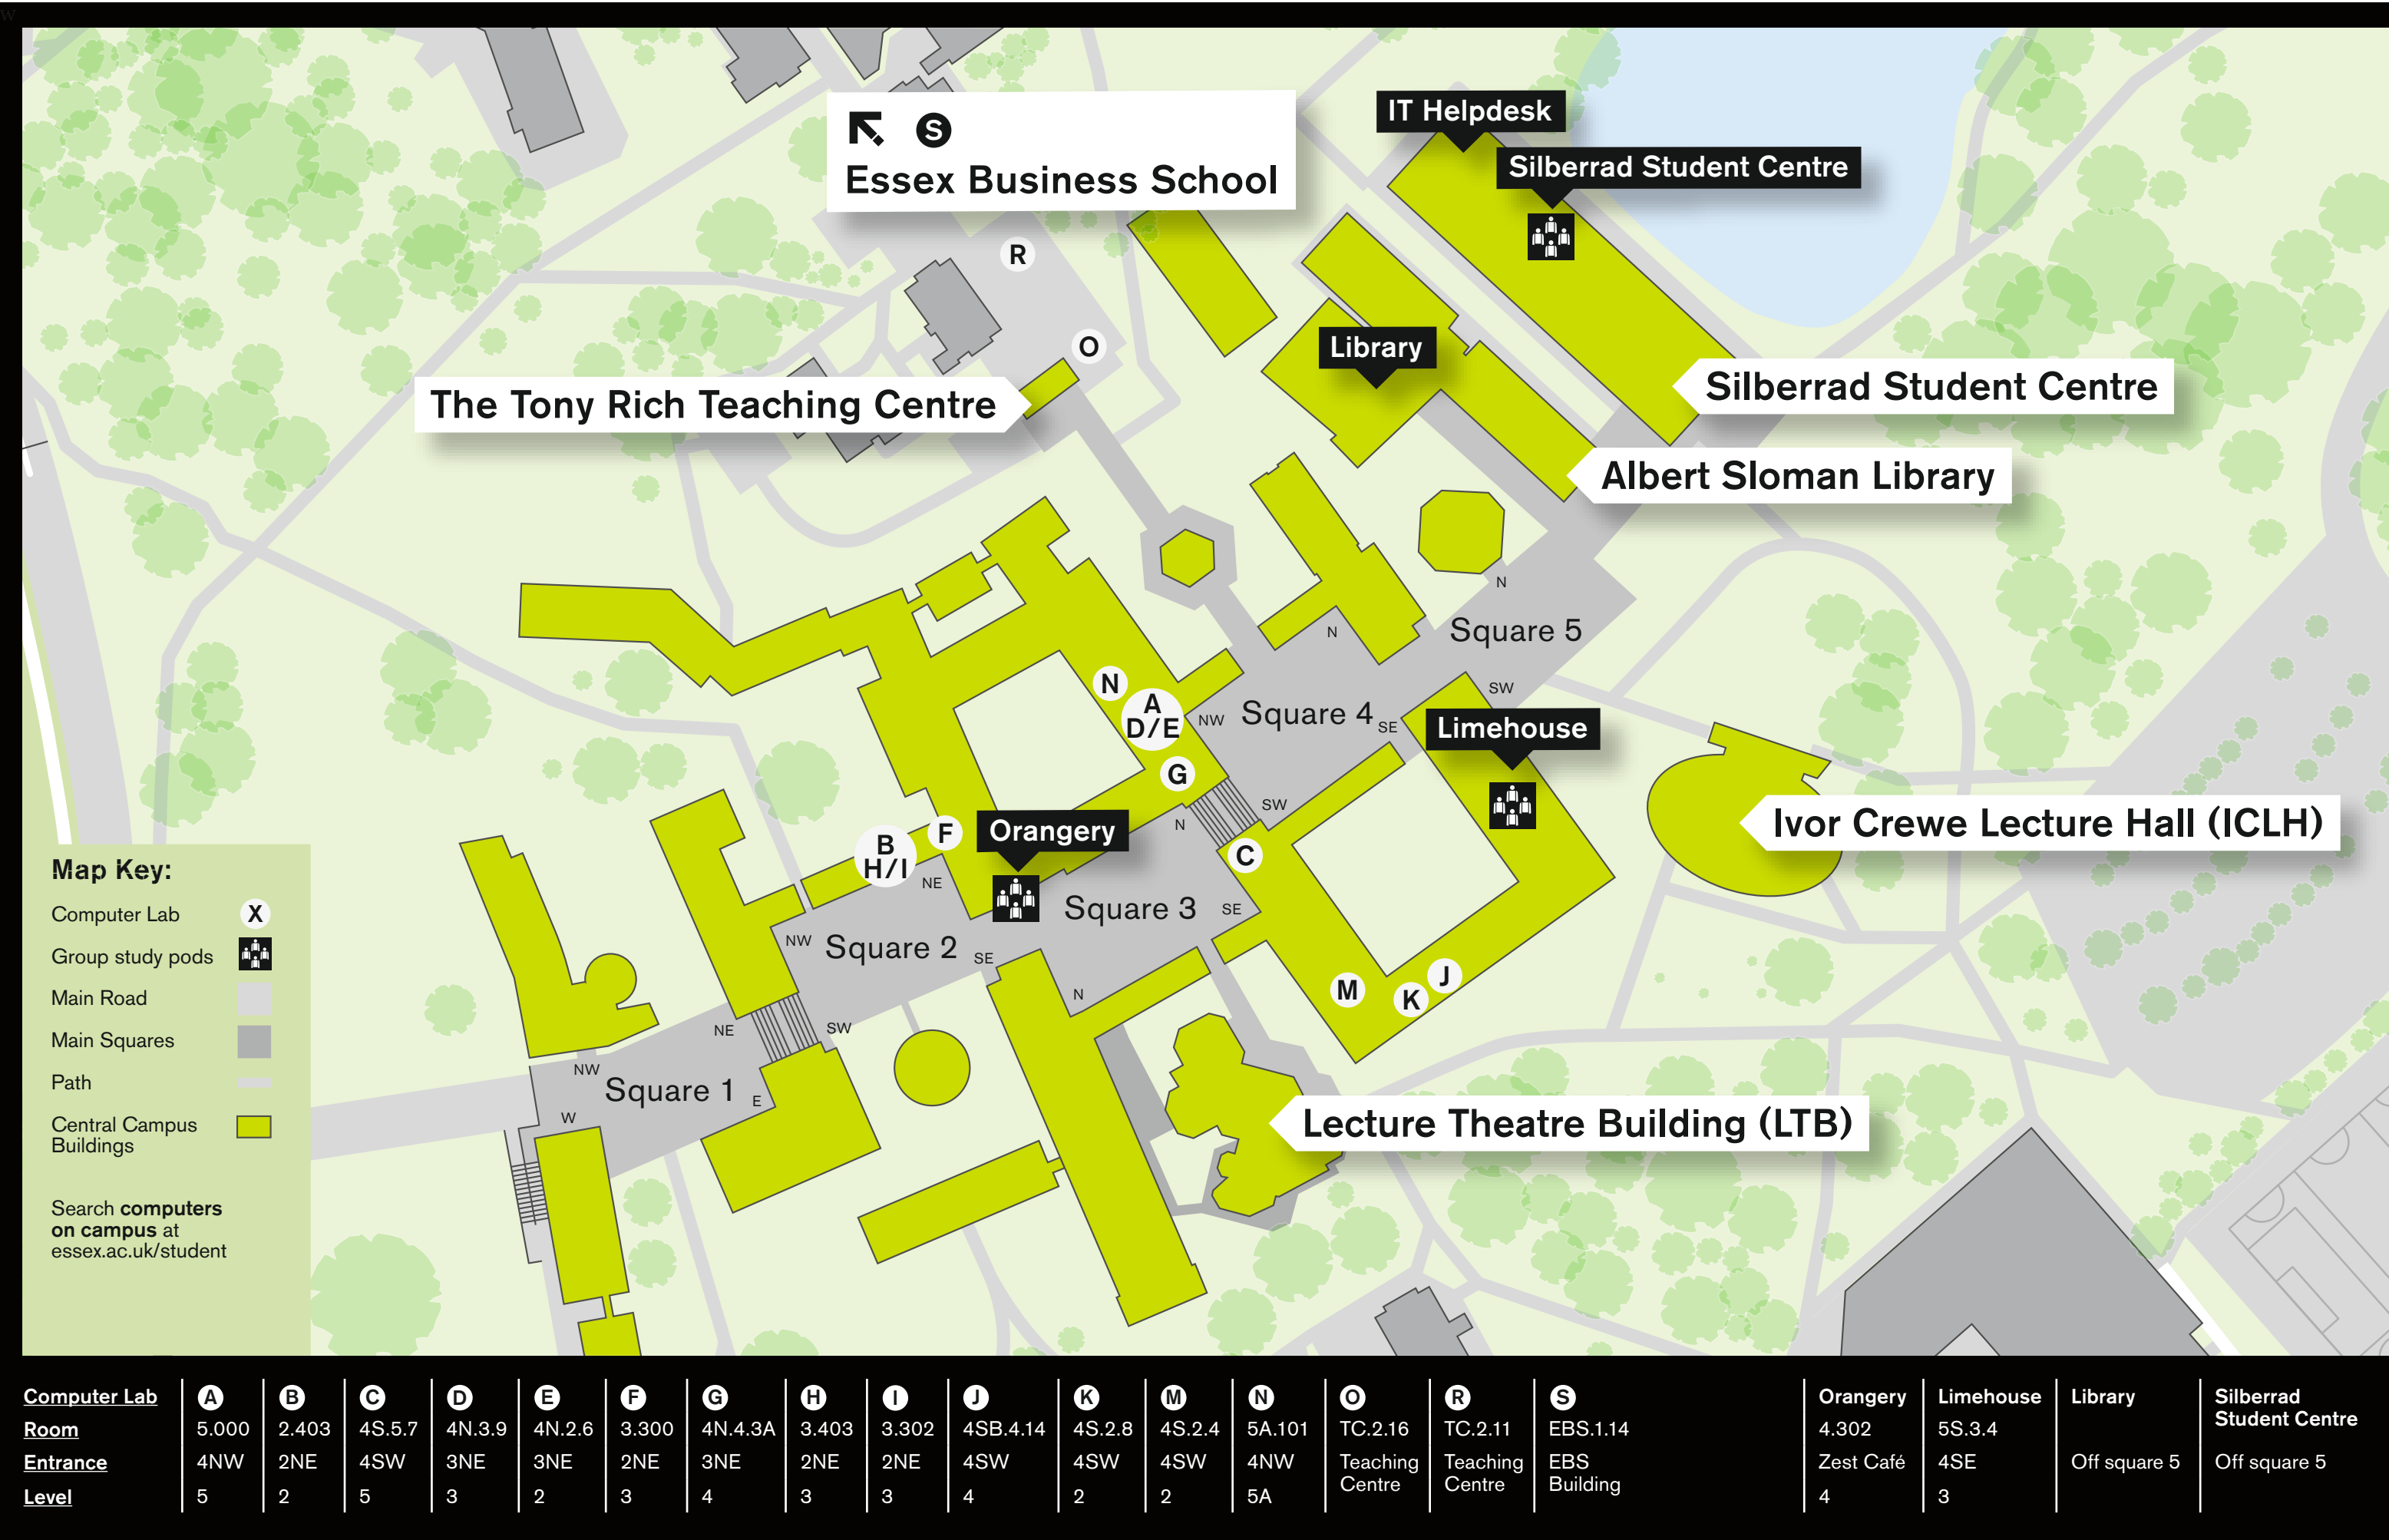 w
IT Helpdesk
S
Silberrad Student Centre
Essex Business School
R
O
Library
The Tony Rich Teaching Centre
Silberrad Student Centre
Albert Sloman Library
N
Square 5
N
SW
N
A
D/E
NW
Square 4
SE
Limehouse
G
SW
N
Ivor Crewe Lecture Hall (ICLH)
Orangery
F
B
H/I
C
NE
Square 3
SE
NW
Square 2
SE
M
J
K
N
NE
SW
NW
Square 1
E
W
Lecture Theatre Building (LTB)
Map Key:
Computer Lab X
Group study pods
Main Road
Main Squares
Path
Central Campus
Buildings
Search computers
on campus at
essex.ac.uk/student
Computer Lab A B C D E F G H I J K M N O R S Orangery Limehouse Library Silberrad
Student Centre
Room 5.000 2.403 4S.5.7 4N.3.9 4N.2.6 3.300 4N.4.3A 3.403 3.302 4SB.4.14 4S.2.8 4S.2.4 5A.101 TC.2.16 TC.2.11 EBS.1.14 4.302 5S.3.4
Entrance 4NW 2NE 4SW 3NE 3NE 2NE 3NE 2NE 2NE 4SW 4SW 4SW 4NW Teaching Teaching EBS Zest Café 4SE Off square 5 Off square 5
Centre Centre Building
Level 5 2 5 3 2 3 4 3 3 4 2 2 5A 4 3